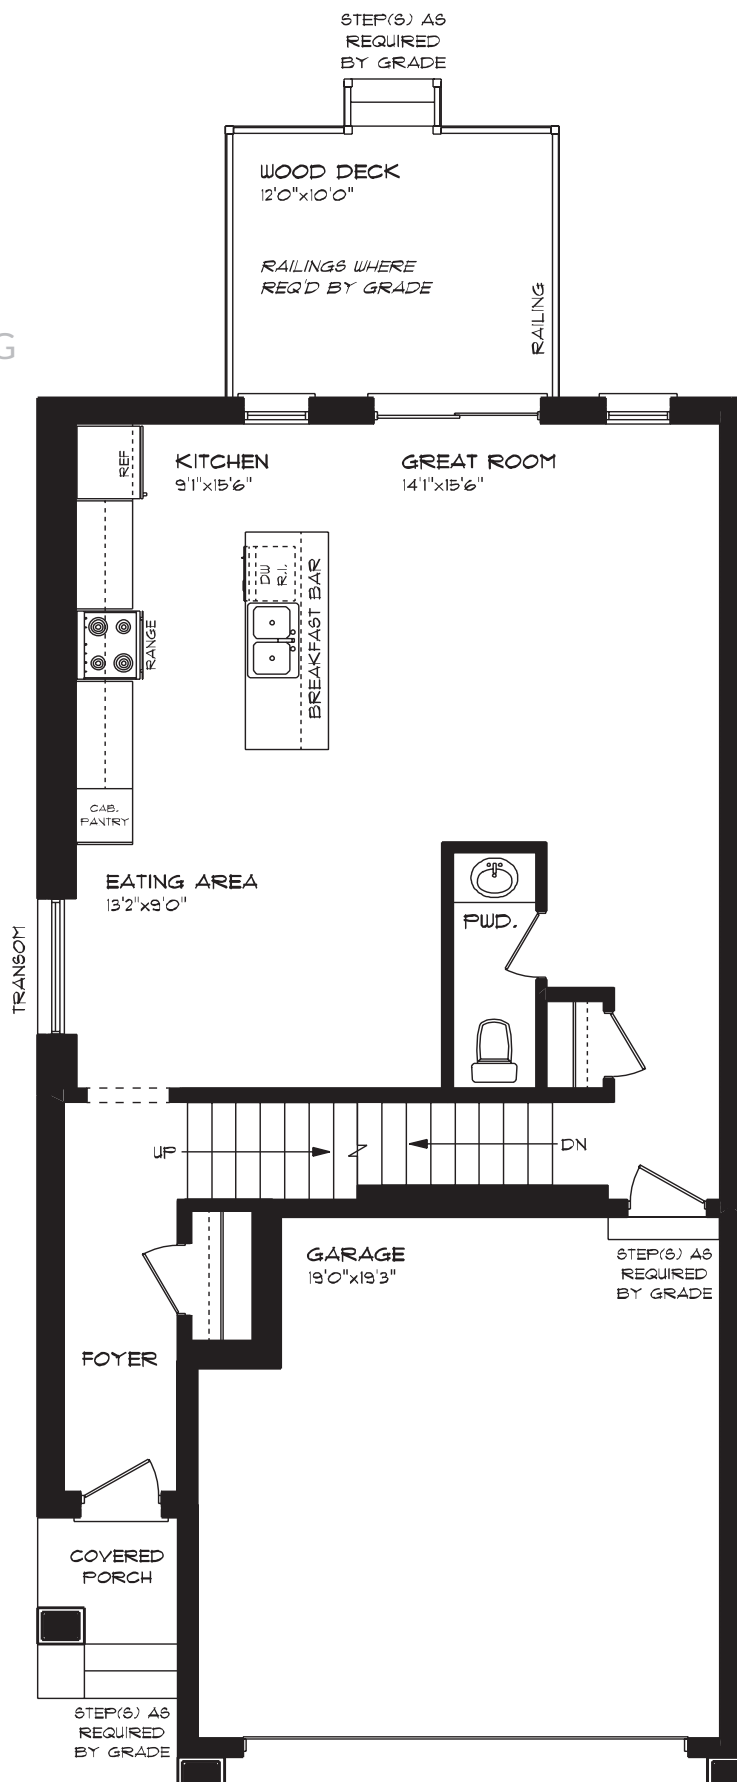 STEP(S) AS
REQUIRED
BY GRADE
WOOD DECK
12'0"x10'0"
RAILINGS WHERE
REQ'D BY GRADE
RAILING
G
KITCHEN
9'1"x15'6"
GREAT ROOM
14'1"x15'6"
REF
DW
R.I.
BREAKFAST BAR
RANGE
CAB.
PANTRY
EATING AREA
13'2"x9'0"
TRANSOM
PWD.
UP
DN
GARAGE
19'0"x19'3"
STEP(S) AS
REQUIRED
BY GRADE
FOYER
COVERED
PORCH
STEP(S) AS
REQUIRED
BY GRADE